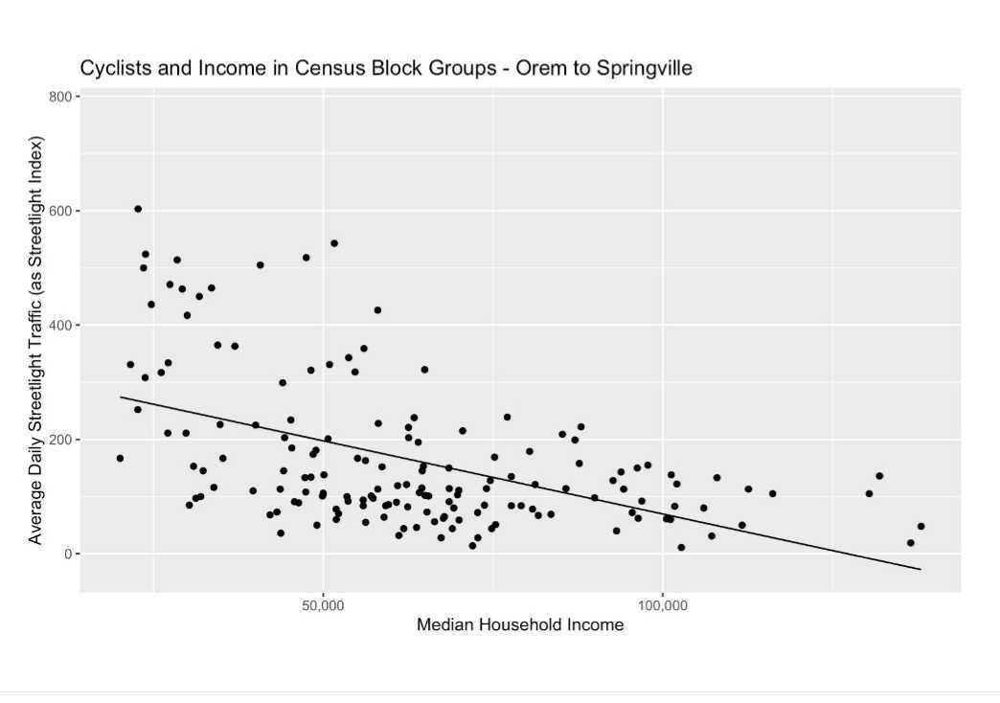 Cyclists and Income in Census Block Groups - Orem to Springville
Average Daily Streetlight Traffic (as Streetlight Index)
800
600
400
200
0
50,000
100,000
Median Household Income